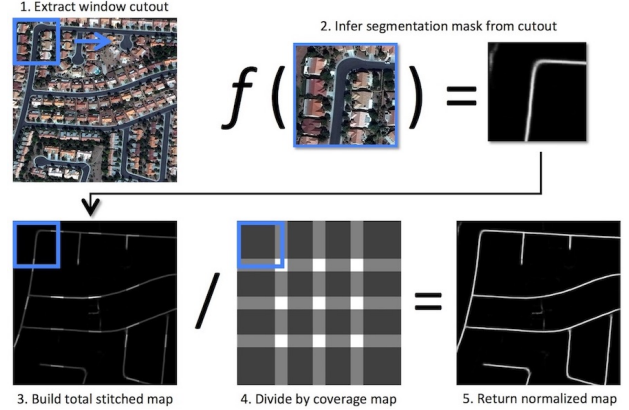 1. Extract window cutout
2. Infer segmentation mask from cutout
f ( ) =
/ =
3. Build total stitched map
4. Divide by coverage map
5. Return normalized map